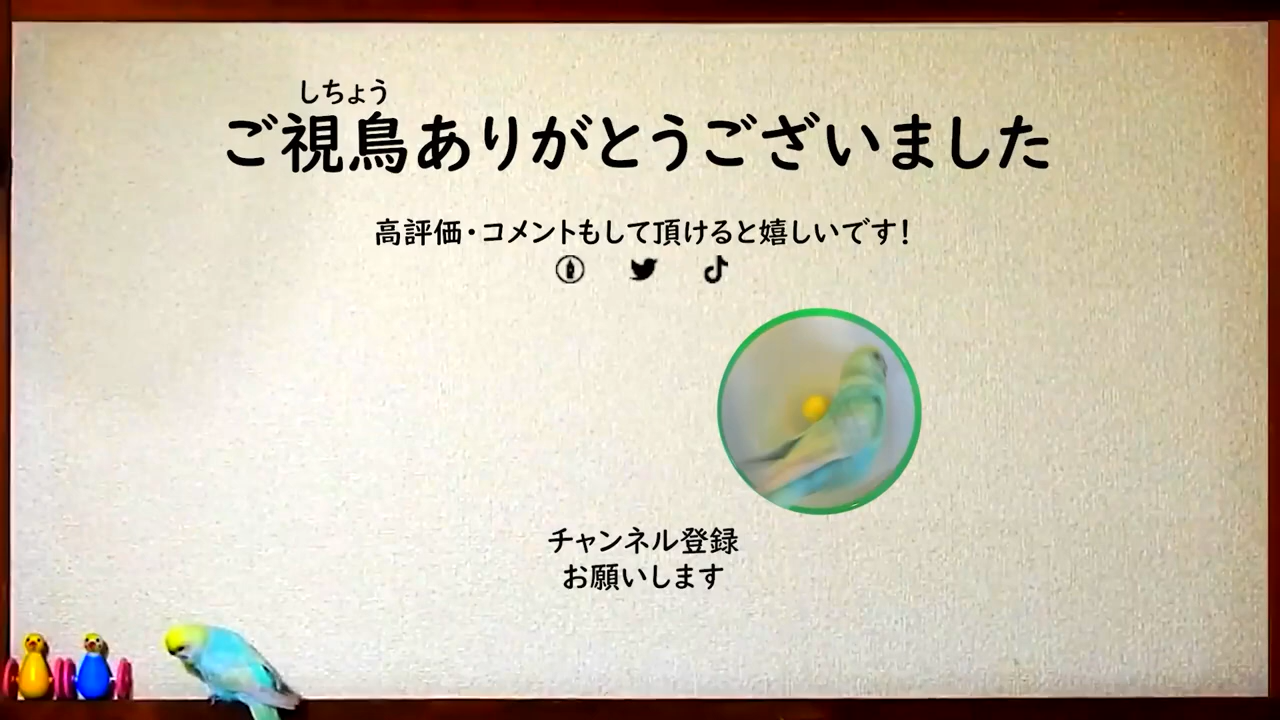 しちょう
ご視鳥ありがとうございました
高評価・コメントもして頂けると嬉しいです!
チャンネル登録
お願いします